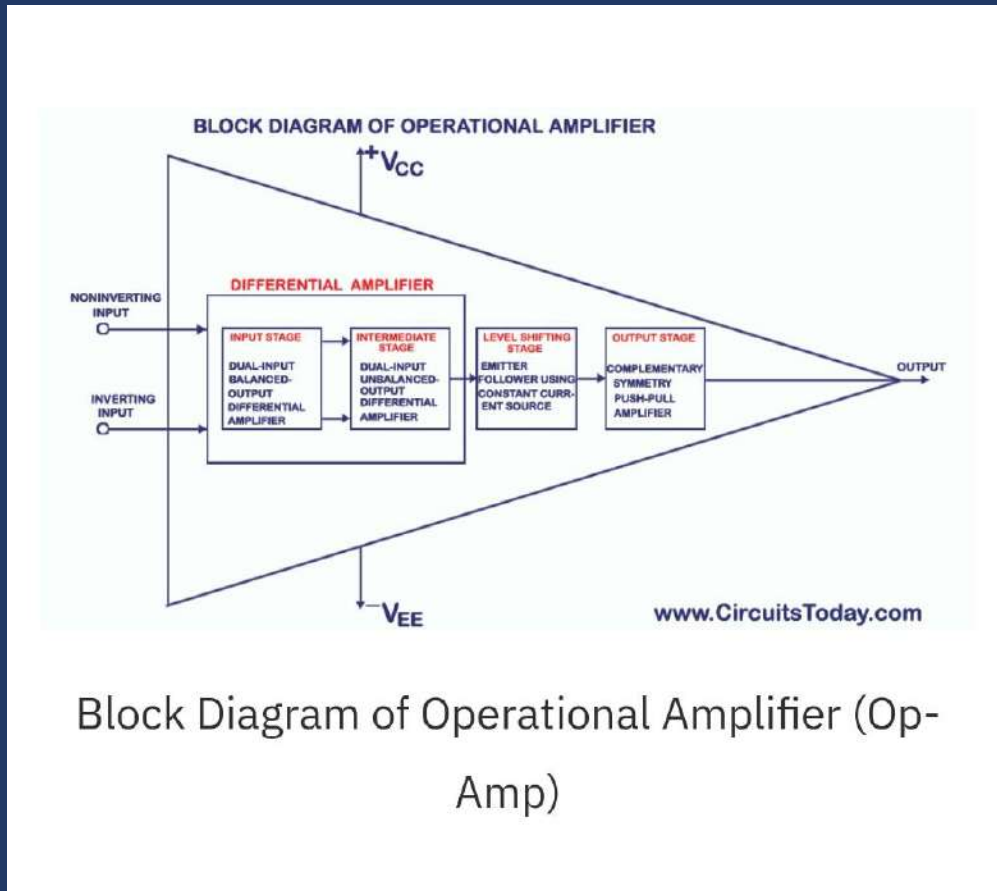 BLOCK DIAGRAM OF OPERATIONAL AMPLIFIER
+VCC
DIFFERENTIAL AMPLIFIER
NONINVERTING
INPUT
INVERTING
INPUT
INPUT STAGE
DUAL-INPUT
BALANCED-
OUTPUT
DIFFERENTIAL
AMPLIFIER
INTERMEDIATE
STAGE
DUAL-INPUT
UNBALANCED-
OUTPUT
DIFFERENTIAL
AMPLIFIER
LEVEL SHIFTING
STAGE
EMITTER
FOLLOWER USING
CONSTANT CURR-
ENT SOURCE
OUTPUT STAGE
COMPLEMENTARY
SYMMETRY
PUSH-PULL
AMPLIFIER
OUTPUT
-VEE
www.CircuitsToday.com
Block Diagram of Operational Amplifier (Op-
Amp)